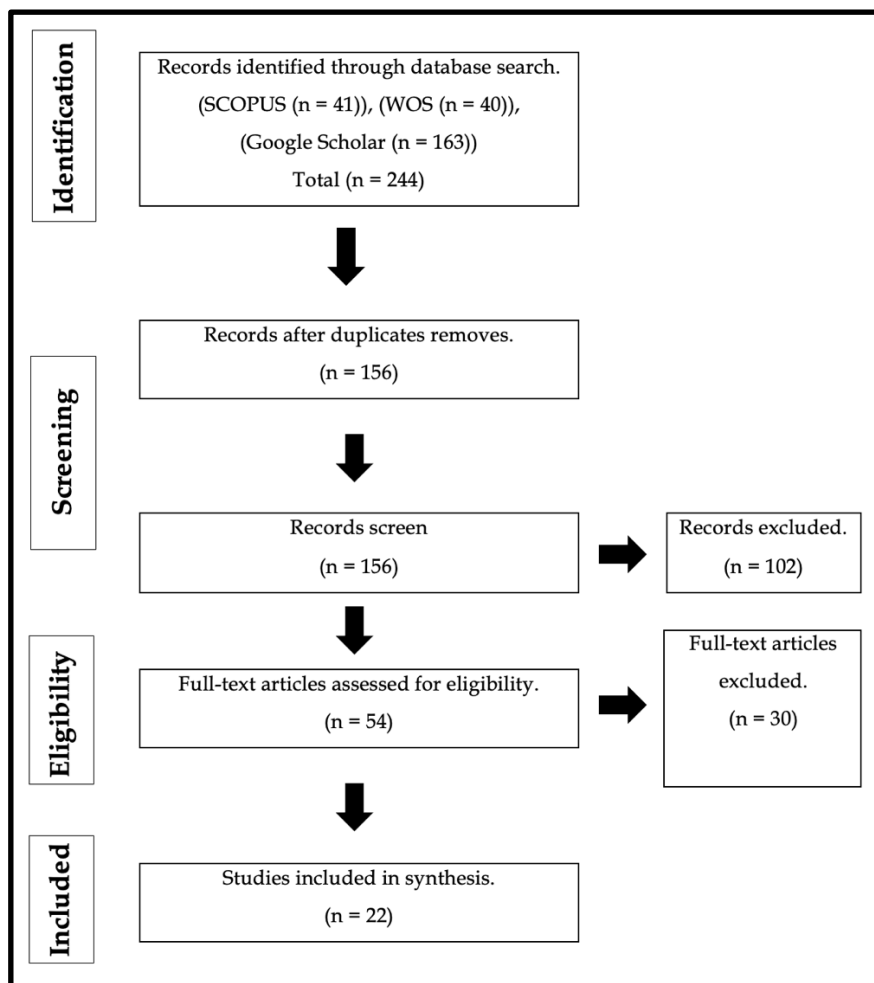 Identification
Records identified through database search.
(SCOPUS (n = 41)), (WOS (n = 40)),
(Google Scholar (n = 163))
Total (n = 244)
Screening
Records after duplicates removes.
(n = 156)
Records screen
(n = 156)
Records excluded.
(n = 102)
Eligibility
Full-text articles assessed for eligibility.
(n = 54)
Full-text articles
excluded.
(n = 30)
Included
Studies included in synthesis.
(n = 22)